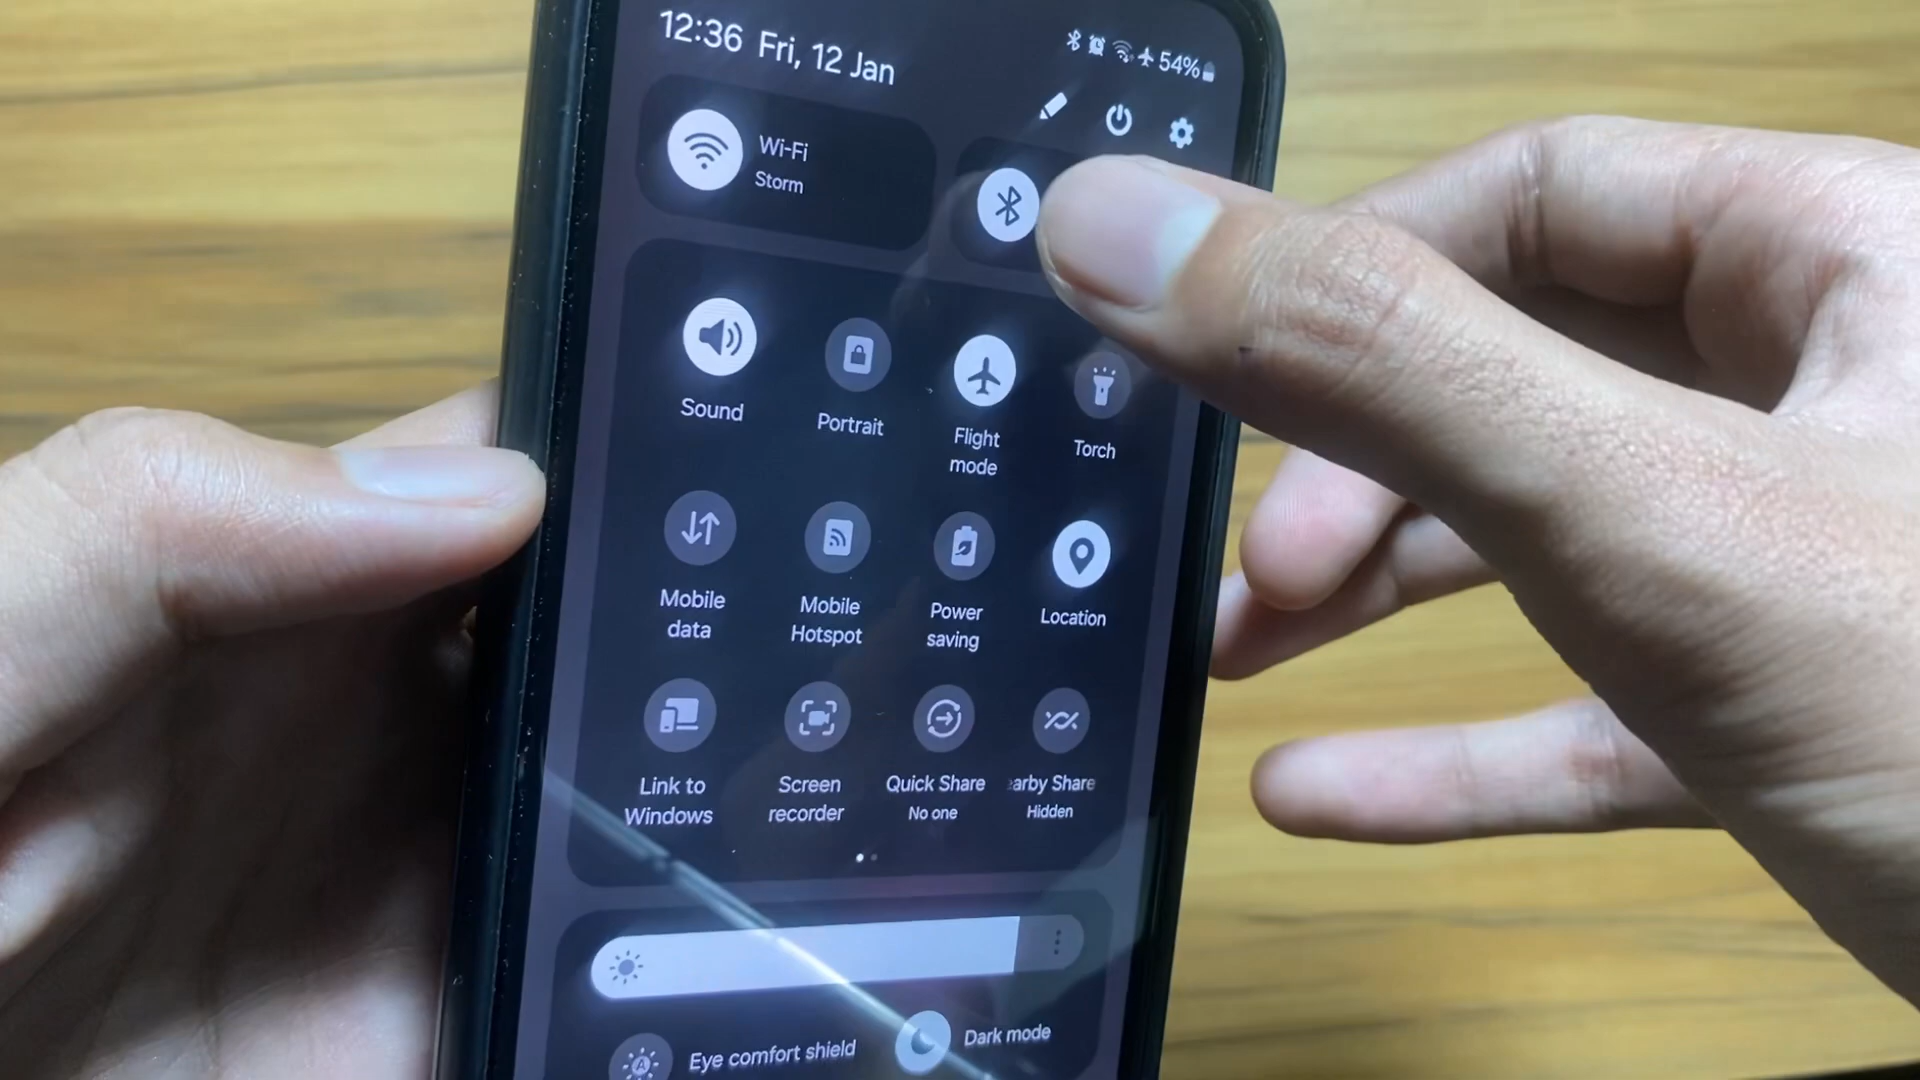 12:36 Fri, 12 Jan
54%
Wi-Fi
Storm
Sound
Portrait
Flight
mode
Torch
Mobile
data
Mobile
Hotspot
Power
saving
Location
Link to
Windows
Screen
recorder
Quick Share
No one
earby Share
Hidden
Eye comfort shield
Dark mode